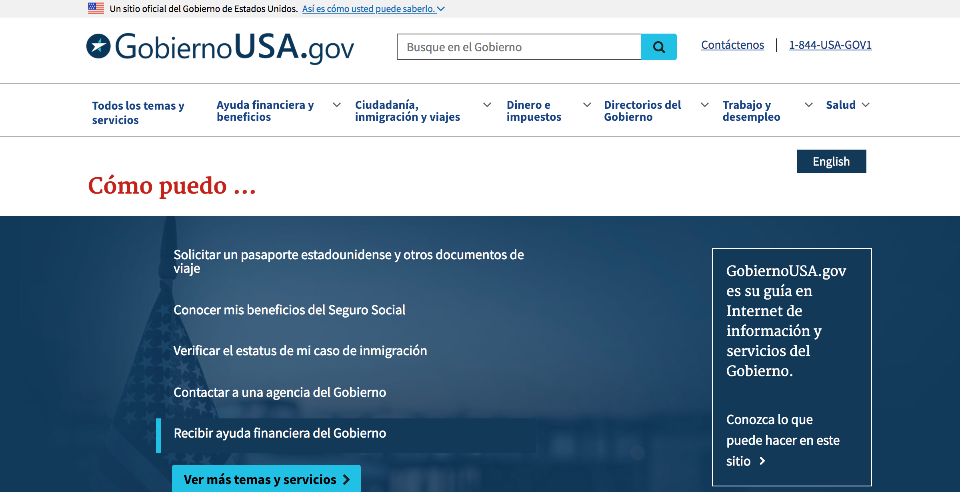 Un sitio oficial del Gobierno de Estados Unidos. Así es cómo usted puede saberlo.
GobiernoUSA.gov
Busque en el Gobierno
Contáctenos
1-844-USA-GOV1
Todos los temas y
servicios
Ayuda financiera y
beneficios
Ciudadanía,
inmigración y viajes
Dinero e
impuestos
Directorios del
Gobierno
Trabajo y
desempleo
Salud
English
Cómo puedo ...
Solicitar un pasaporte estadounidense y otros documentos de
viaje
Conocer mis beneficios del Seguro Social
Verificar el estatus de mi caso de inmigración
Contactar a una agencia del Gobierno
Recibir ayuda financiera del Gobierno
Ver más temas y servicios
GobiernoUSA.gov
es su guía en
Internet de
información y
servicios del
Gobierno.
Conozca lo que
puede hacer en este
sitio